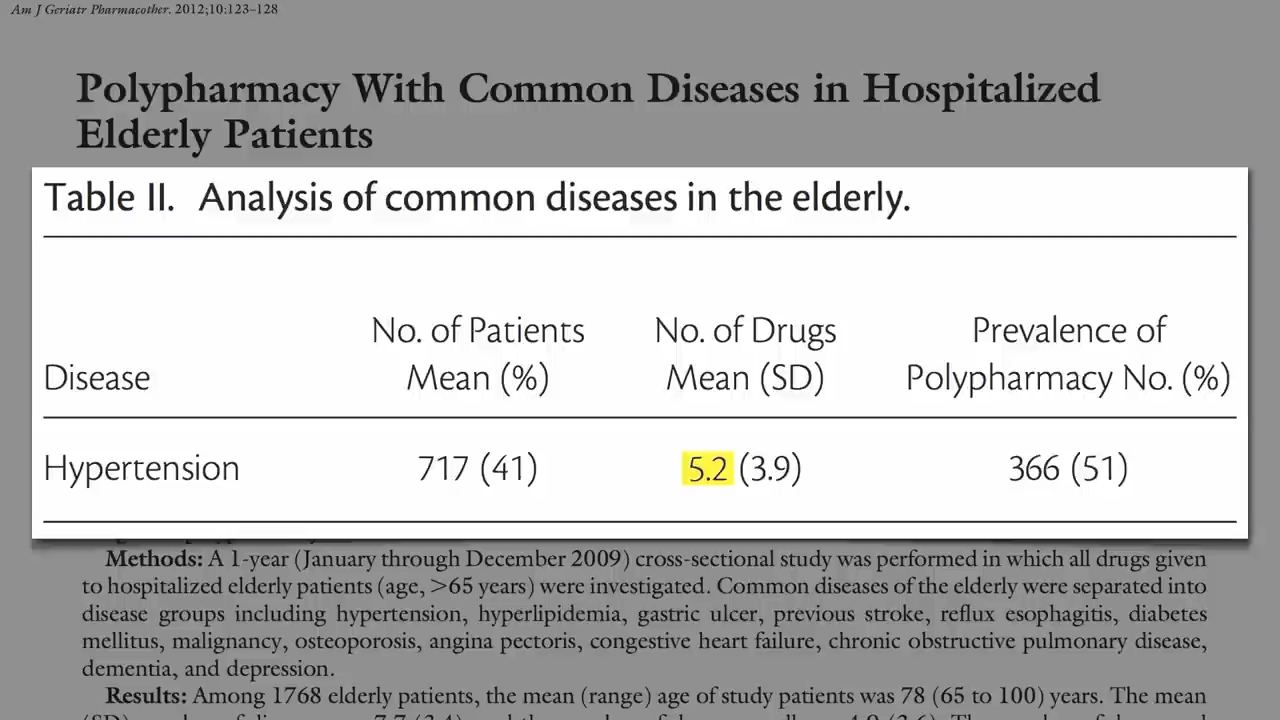 Am J Geriatr Pharmacother. 2012;10:123–128
Polypharmacy With Common Diseases in Hospitalized
Elderly Patients
Table II. Analysis of common diseases in the elderly.
Disease No. of Patients Mean (%) No. of Drugs Mean (SD) Prevalence of Polypharmacy No. (%)
Hypertension 717 (41) 5.2 (3.9) 366 (51)
Methods: A 1-year (January through December 2009) cross-sectional study was performed in which all drugs given
to hospitalized elderly patients (age, >65 years) were investigated. Common diseases of the elderly were separated into
disease groups including hypertension, hyperlipidemia, gastric ulcer, previous stroke, reflux esophagitis, diabetes
mellitus, malignancy, osteoporosis, angina pectoris, congestive heart failure, chronic obstructive pulmonary disease,
dementia, and depression.
Results: Among 1768 elderly patients, the mean (range) age of study patients was 78 (65 to 100) years. The mean